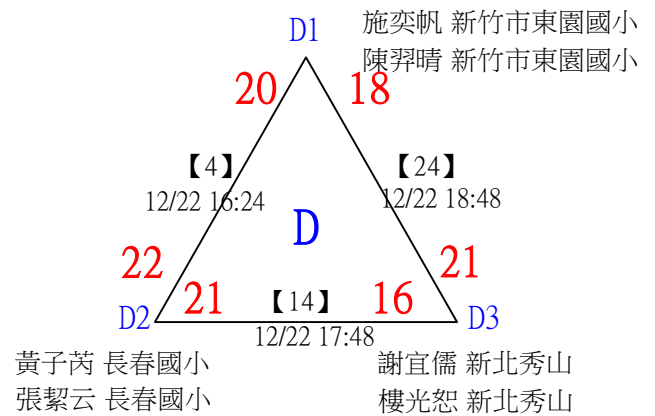 D1
施奕帆 新竹市東園國小
陳羿晴 新竹市東園國小
20
18
【4】
12/22 16:24
【24】
12/22 18:48
D
22
21
21
【14】
16
D2
12/22 17:48
D3
黃子芮 長春國小
張絜云 長春國小
謝宜儒 新北秀山
樓光恕 新北秀山